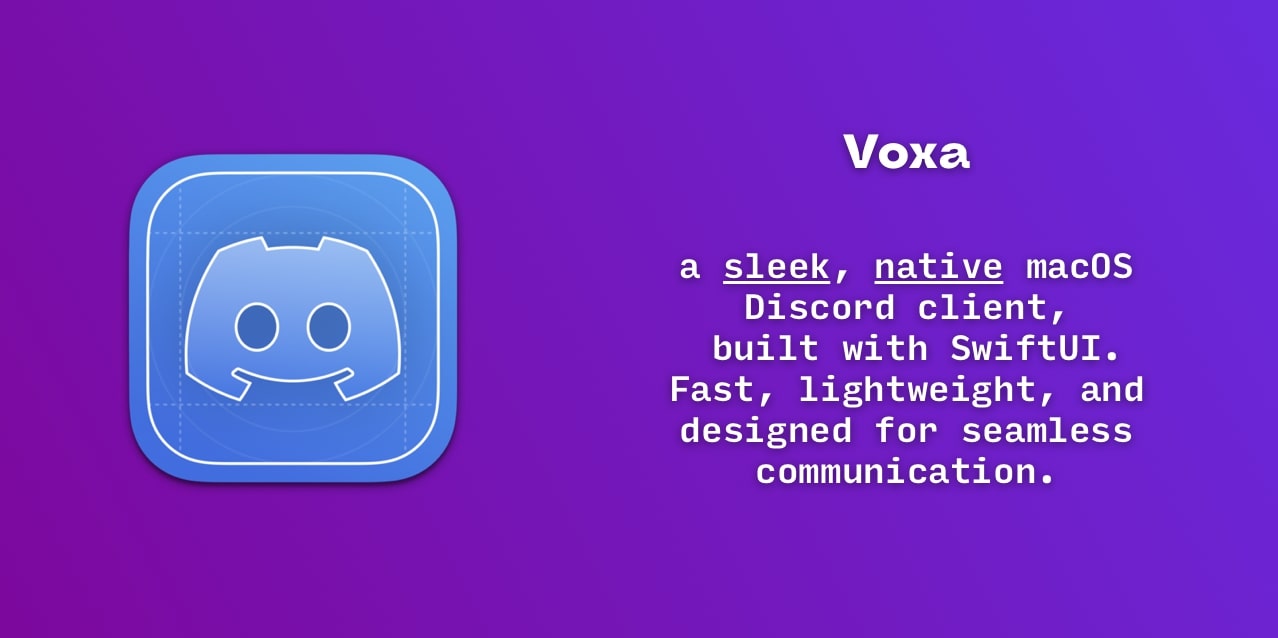 Voxa
a sleek, native macOS
Discord client,
built with SwiftUI.
Fast, lightweight, and
designed for seamless
communication.